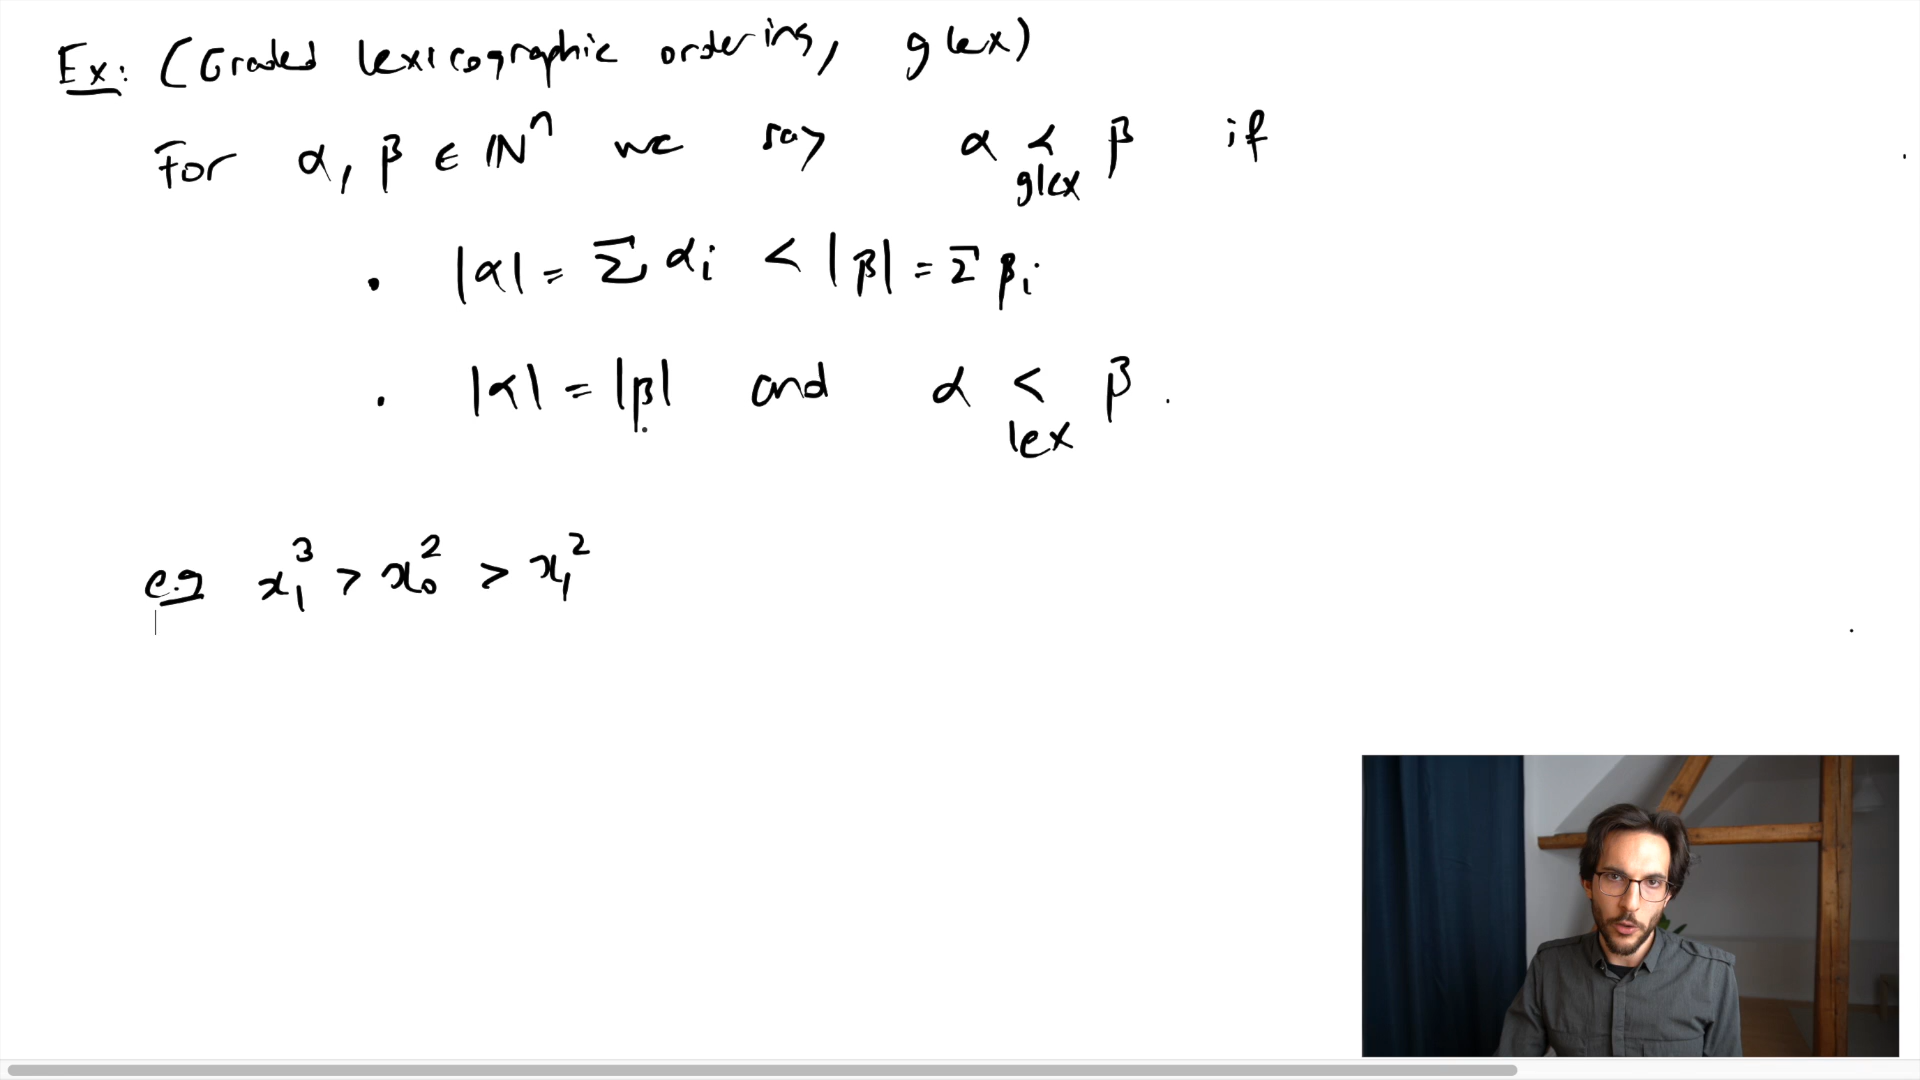 Ex: (Graded lexicographic ordering, glex)
For α, β ∈ ℕⁿ we say α <_glex β if
• |α| = Σ αᵢ < |β| = Σ βᵢ
• |α| = |β| and α <_lex β.
e.g x₁³ > x₀² > x₁²